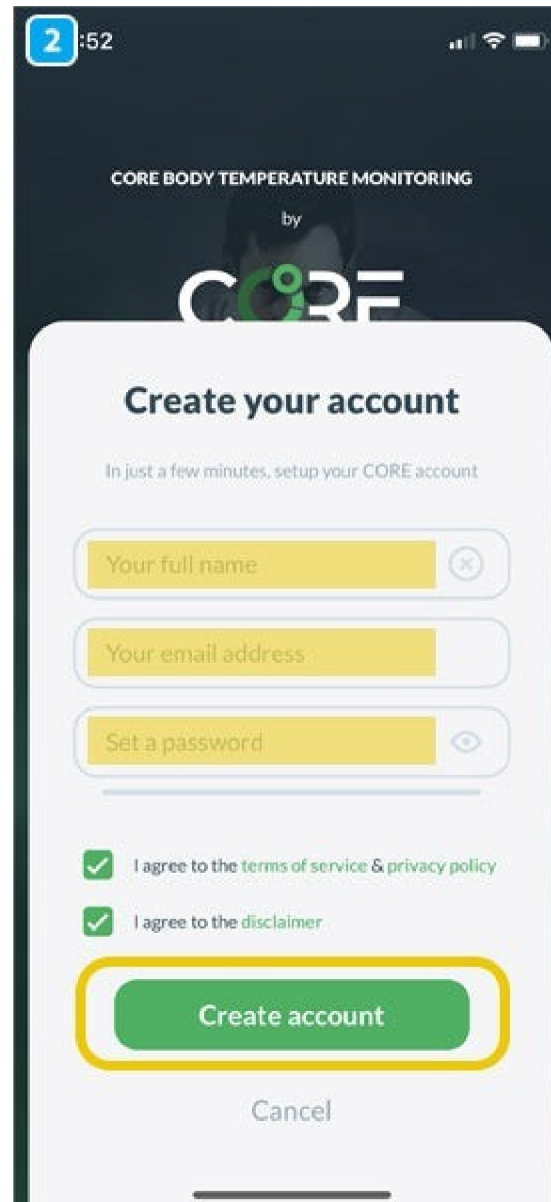 2:52
CORE BODY TEMPERATURE MONITORING
by
CORE
Create your account
In just a few minutes, setup your CORE account
Your full name
Your email address
Set a password
I agree to the terms of service & privacy policy
I agree to the disclaimer
Create account
Cancel